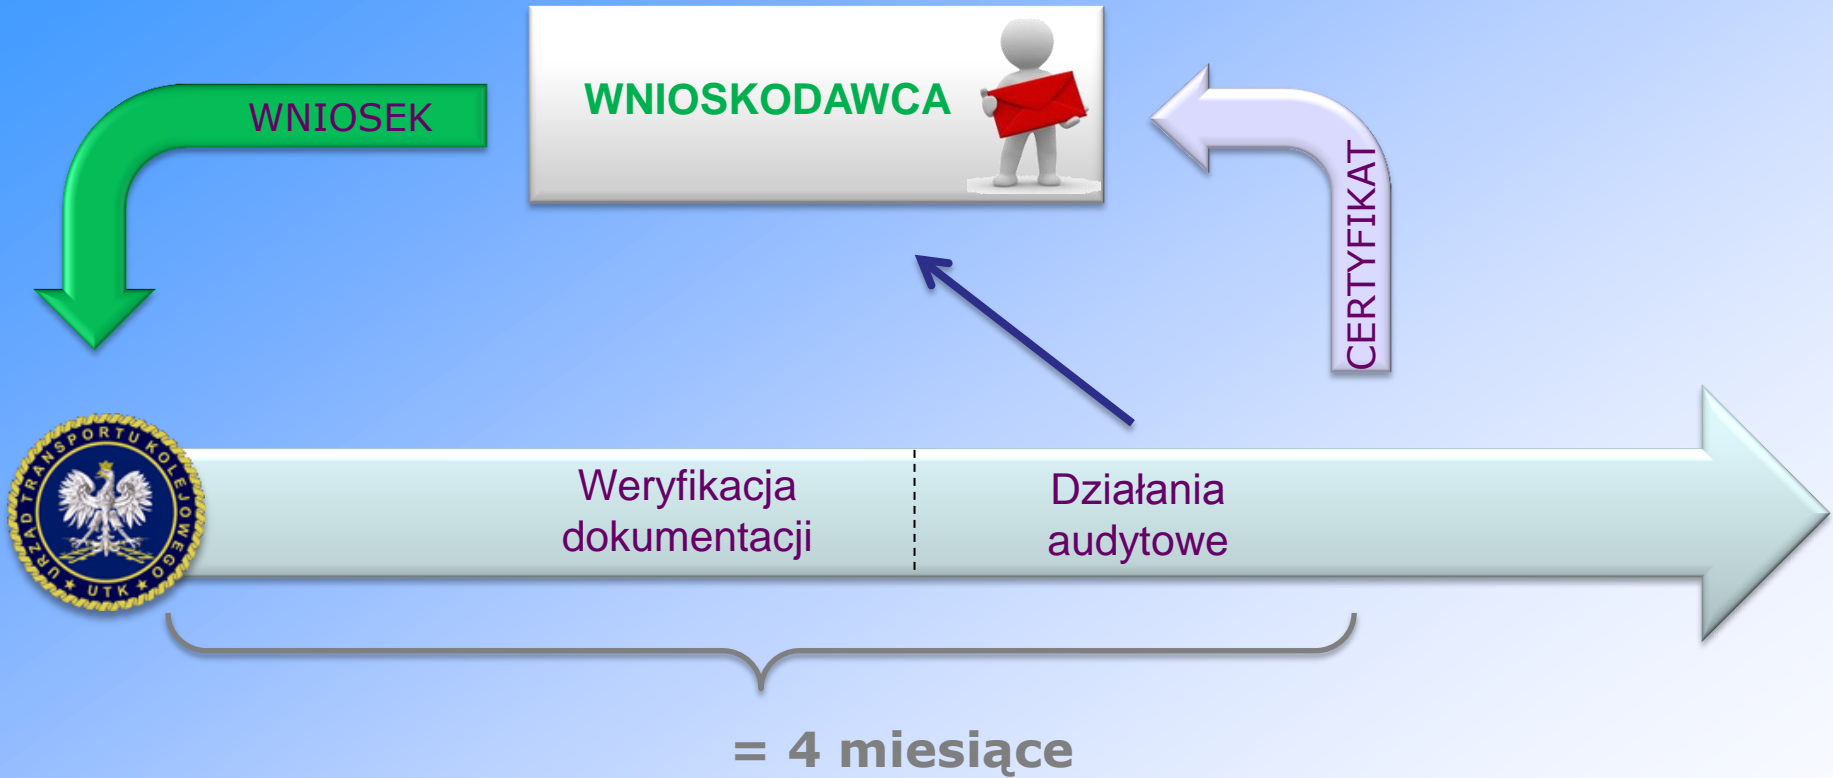 WNIOSEK
WNIOSKODAWCA
CERTYFIKAT
URZĄD TRANSPORTU KOLEJOWEGO
★ UTK ★
Weryfikacja
dokumentacji
Działania
audytowe
= 4 miesiące